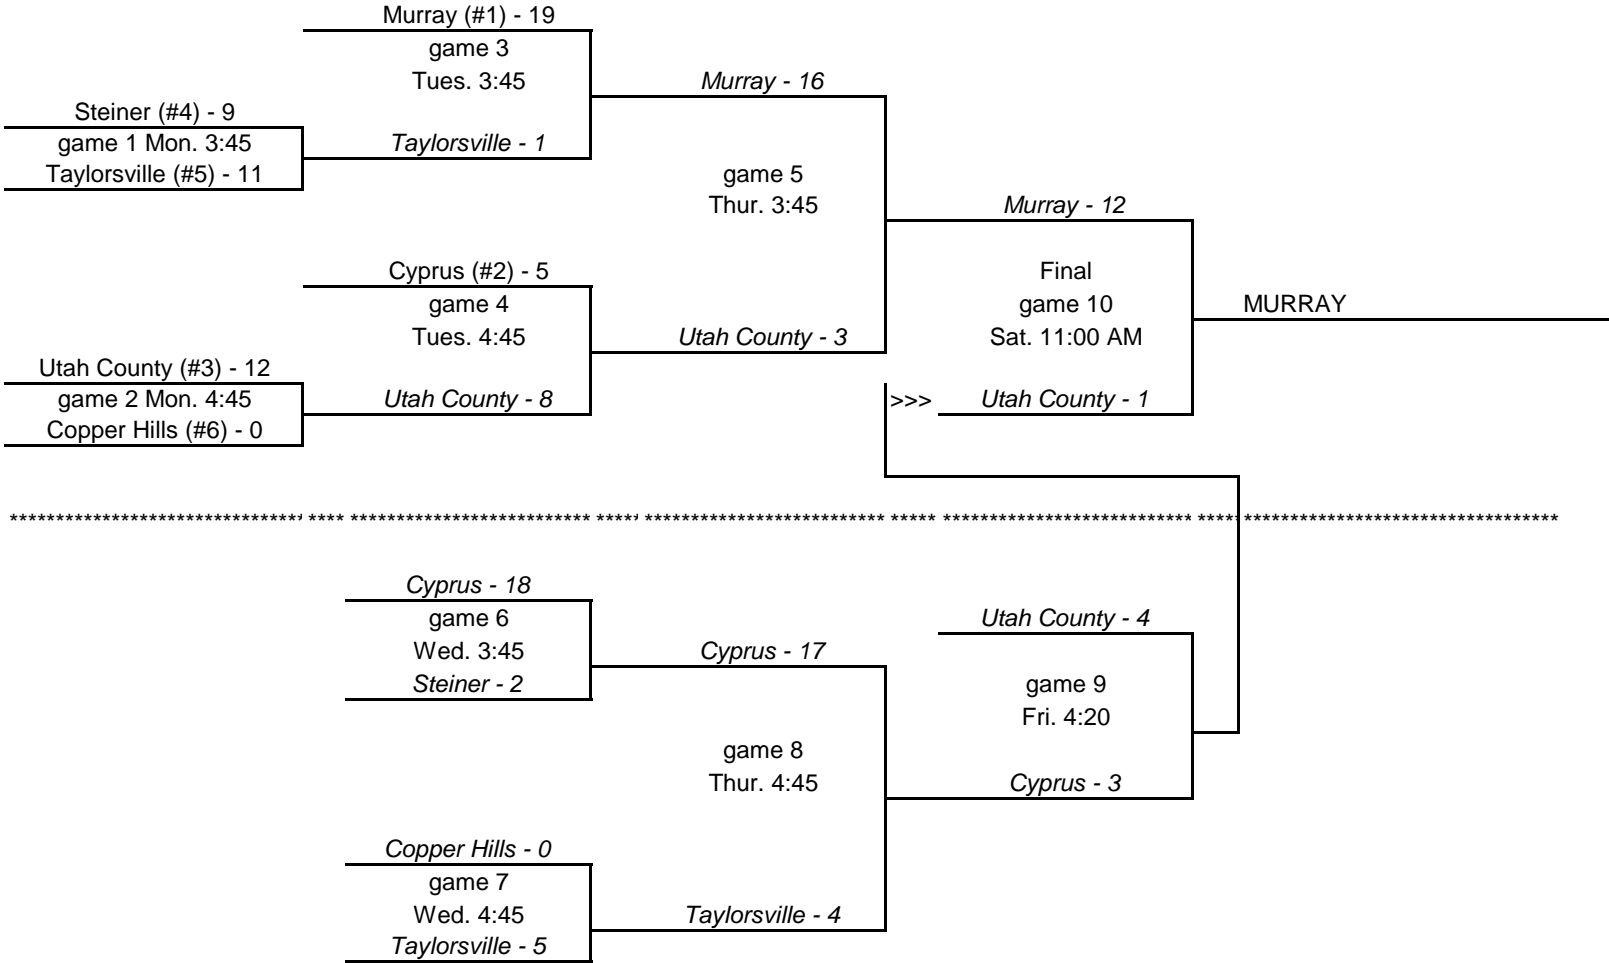 Murray (#1) - 19
game 3
Tues. 3:45
Murray - 16
Steiner (#4) - 9
game 1 Mon. 3:45
Taylorsville - 1
Taylorsville (#5) - 11
game 5
Thur. 3:45
Murray - 12
Cyprus (#2) - 5
Final
game 4
game 10
MURRAY
Tues. 4:45
Utah County - 3
Sat. 11:00 AM
Utah County (#3) - 12
game 2 Mon. 4:45
Utah County - 8
>>>
Utah County - 1
Copper Hills (#6) - 0
******************************** **** ************************** ***** ************************** ***** *************************** ***************************************
Cyprus - 18
game 6
Utah County - 4
Wed. 3:45
Cyprus - 17
Steiner - 2
game 9
Fri. 4:20
game 8
Thur. 4:45
Cyprus - 3
Copper Hills - 0
game 7
Wed. 4:45
Taylorsville - 4
Taylorsville - 5